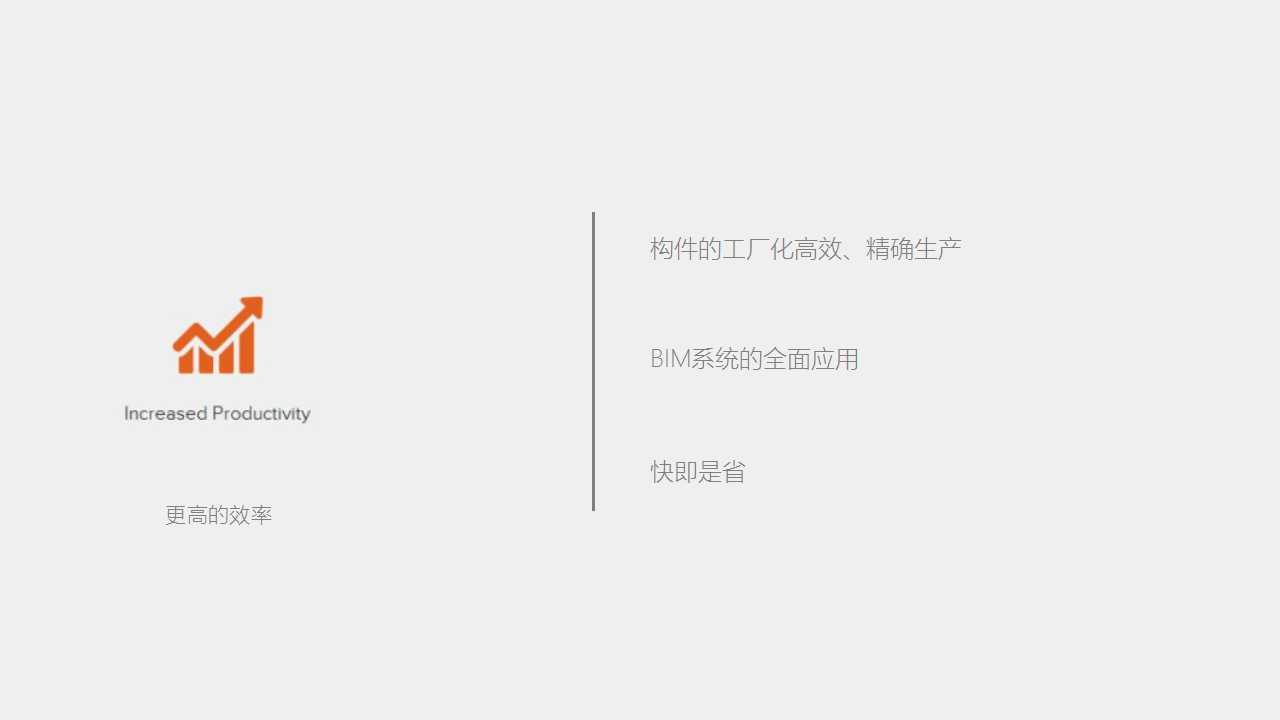 Increased Productivity
更高的效率
构件的工厂化高效、精确生产
BIM系统的全面应用
快即是省